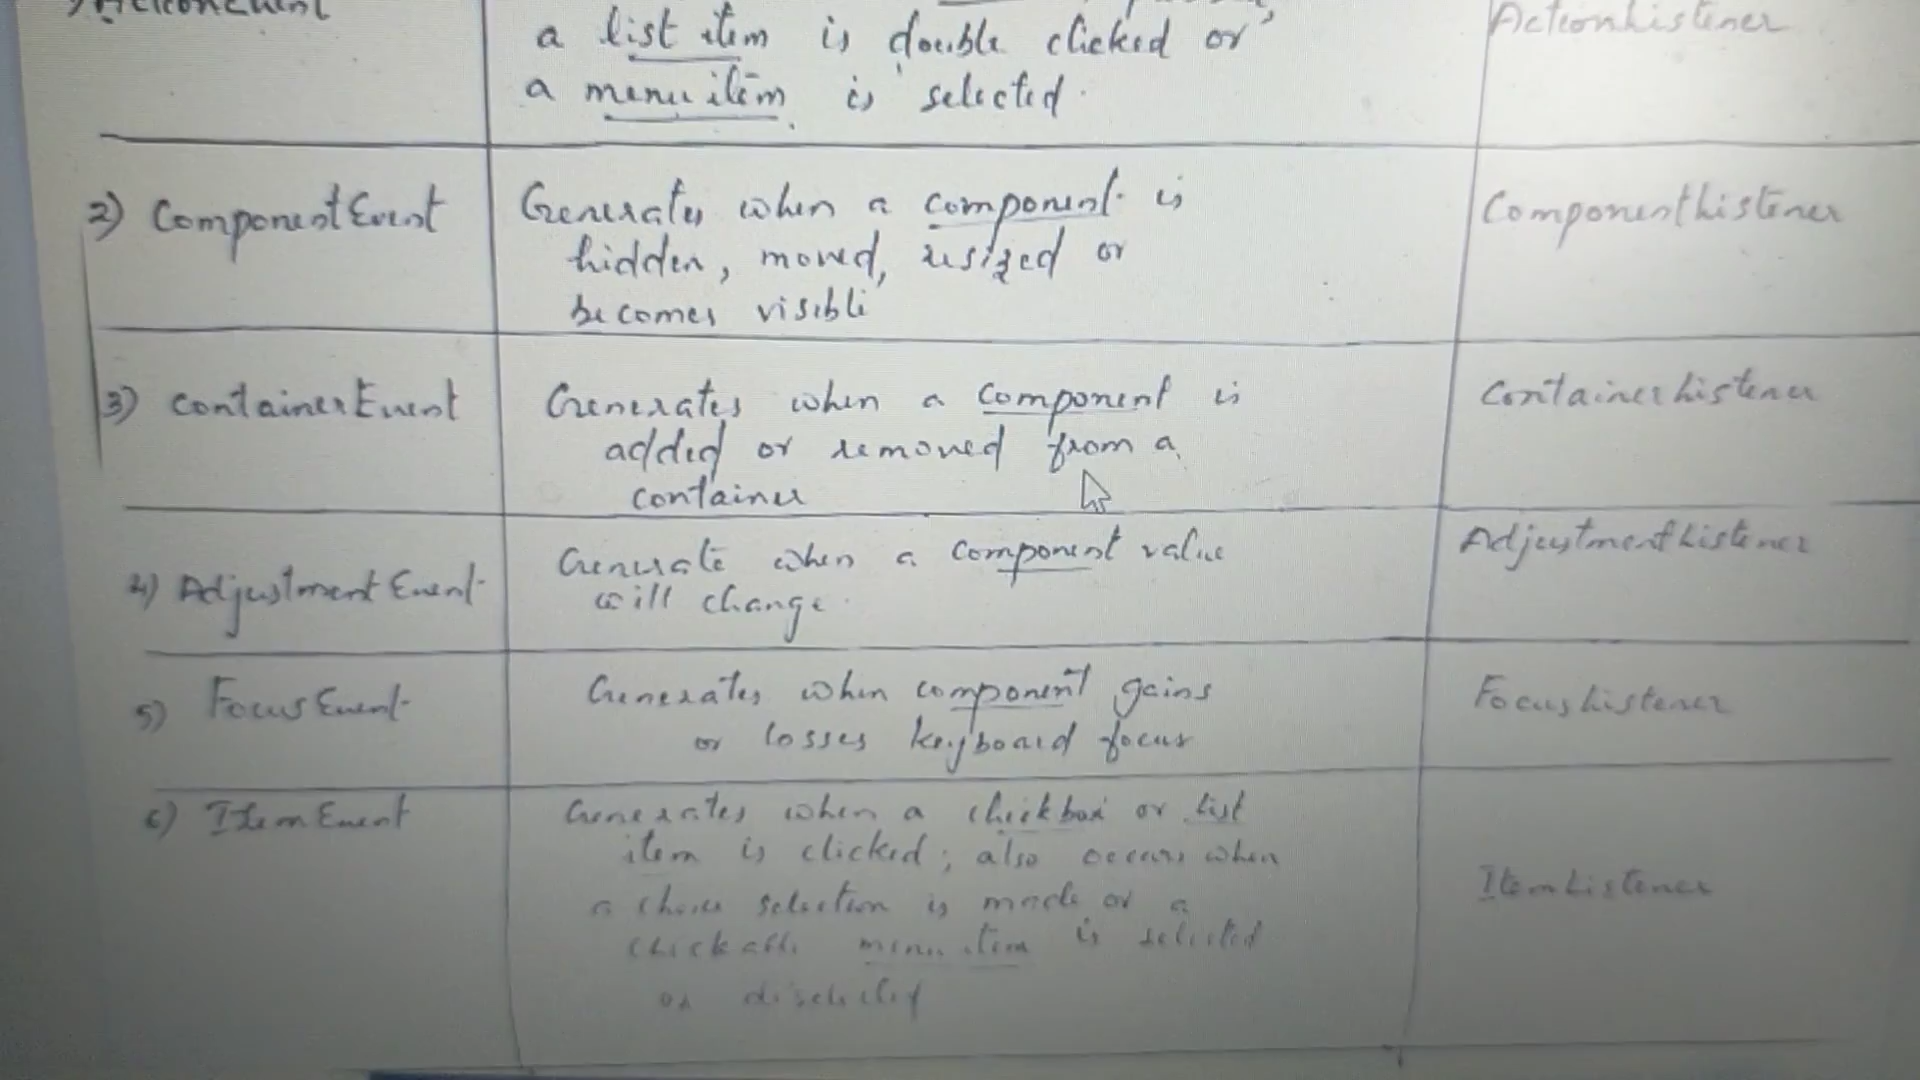 ActionListener
a list item is double clicked or
a menu item is selected.
2) ComponentEvent
Generates when a component is
hidden, moved, resized or
becomes visible
ComponentListener
3) ContainerEvent
Generates when a component is
added or removed from a
container
ContainerListener
4) AdjustmentEvent
Generate when a component value
will change.
AdjustmentListener
5) FocusEvent
Generates when component gains
or losses keyboard focus
FocusListener
6) ItemEvent
Generates when a checkbox or list
item is clicked; also occurs when
a choice selection is made or a
checkable menu item is selected
or
ItemListener